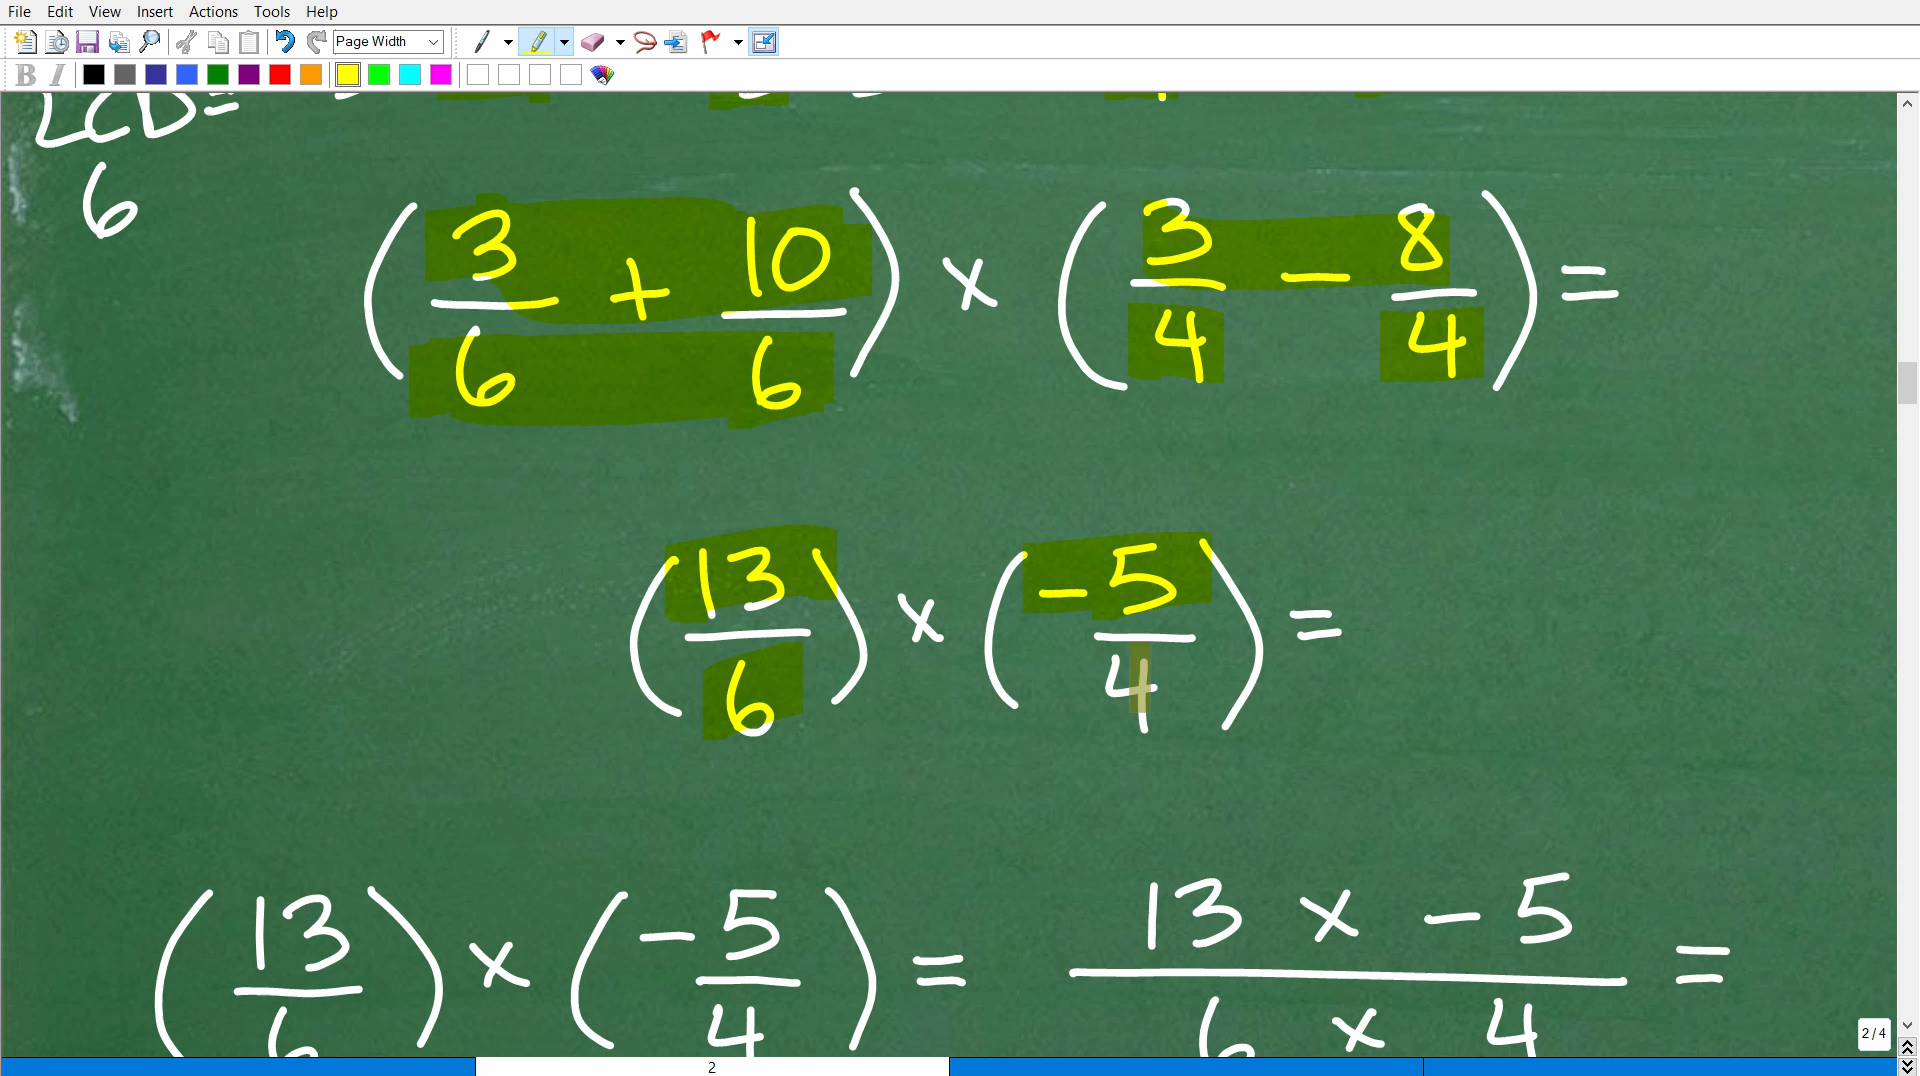 File Edit View Insert Actions Tools Help
Page Width
B I
LCD=
6
(3/6 + 10/6) x (3/4 − 8/4) =
(13/6) x (−5/4) =
(13/6) x (−5/4) = 13 x −5 / 6 x 4 =
2 / 4
2